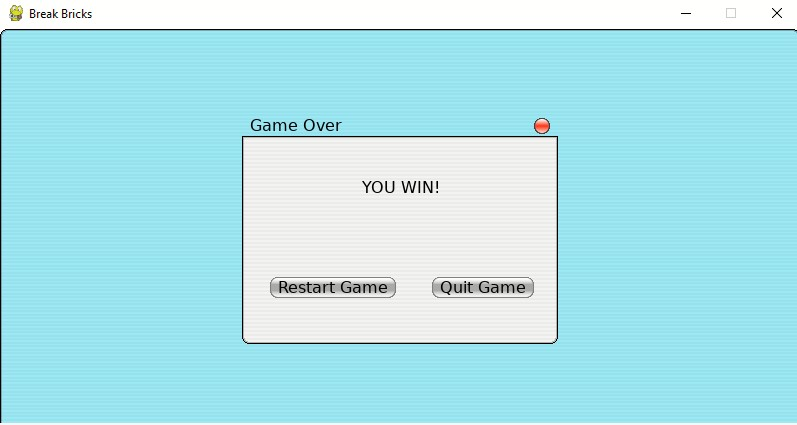 Break Bricks
Game Over
YOU WIN!
Restart Game
Quit Game